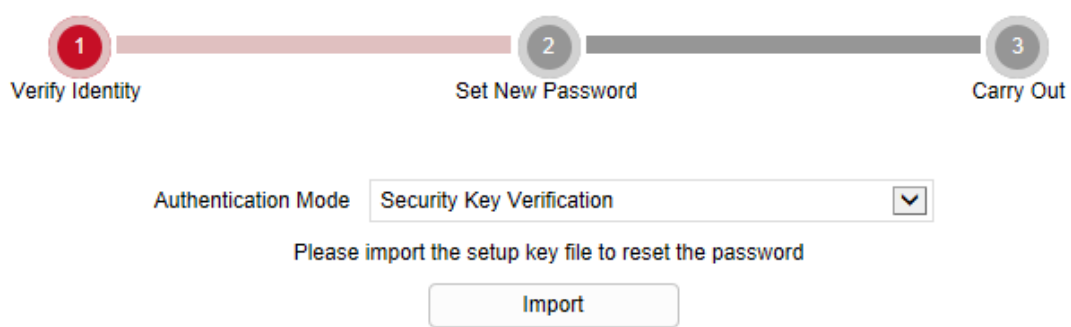 1 2 3
Verify Identity Set New Password Carry Out
Authentication Mode Security Key Verification
Please import the setup key file to reset the password
Import